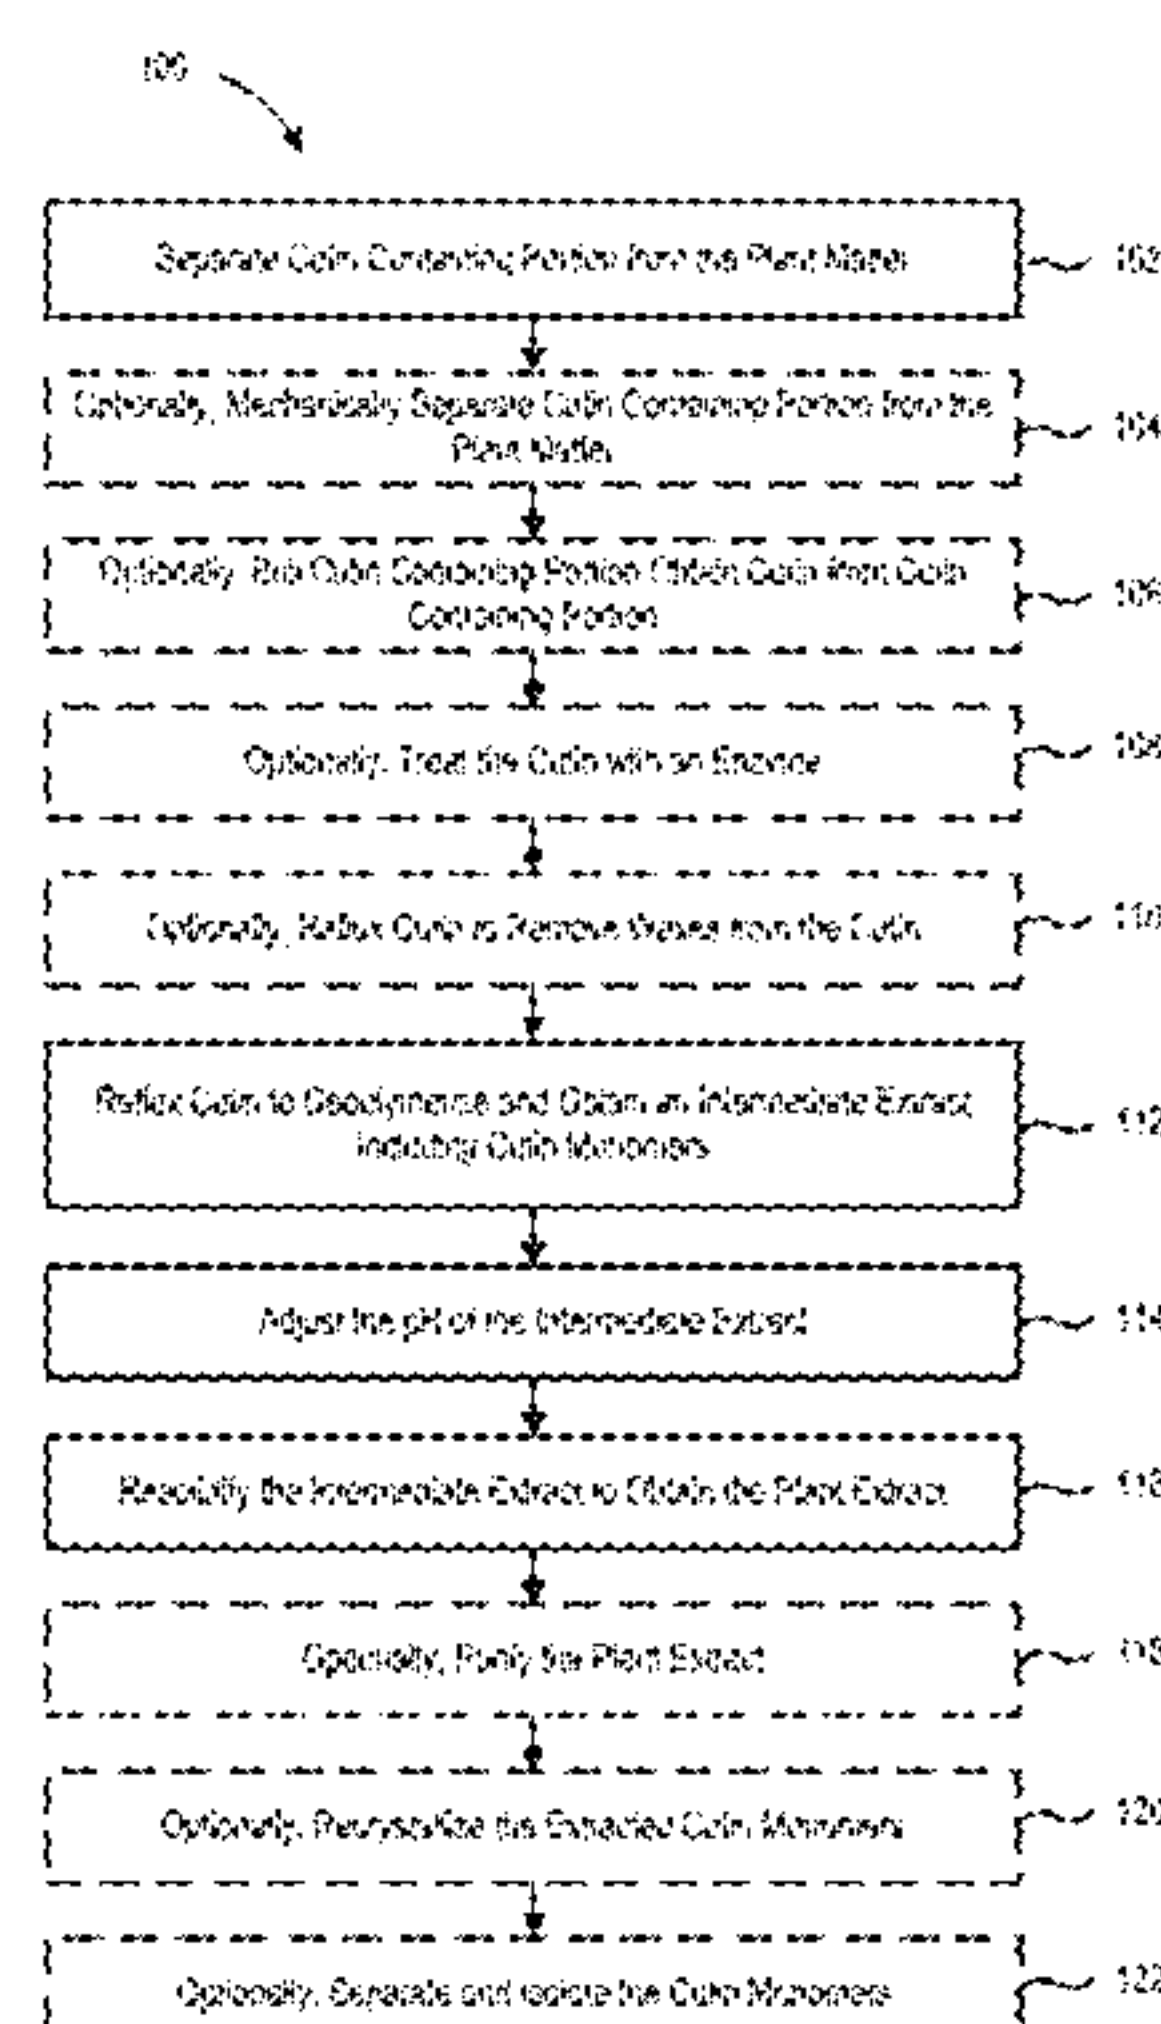 100
Separate Cutin Containing Portion from the Plant Matter
102
Optionally, Mechanically Separate Cutin Containing Portion from the
Plant Matter
104
Optionally, Cutin Containing Portion Obtain Cutin from Cutin
Containing Portion
106
Optionally, Treat the Cutin with an Enzyme
108
Optionally, Reflux Cutin to Remove Waxes from the Cutin
110
Reflux Cutin to Depolymerize and Obtain an Intermediate Extract
Including Cutin Monomers
112
Adjust the pH of the Intermediate Extract
114
the Intermediate Extract to Obtain the Plant Extract
116
Optionally, Purify the Plant Extract
118
Optionally, Recrystallize the Extracted Cutin Monomers
120
Optionally, Separate and Isolate the Cutin Monomers
122